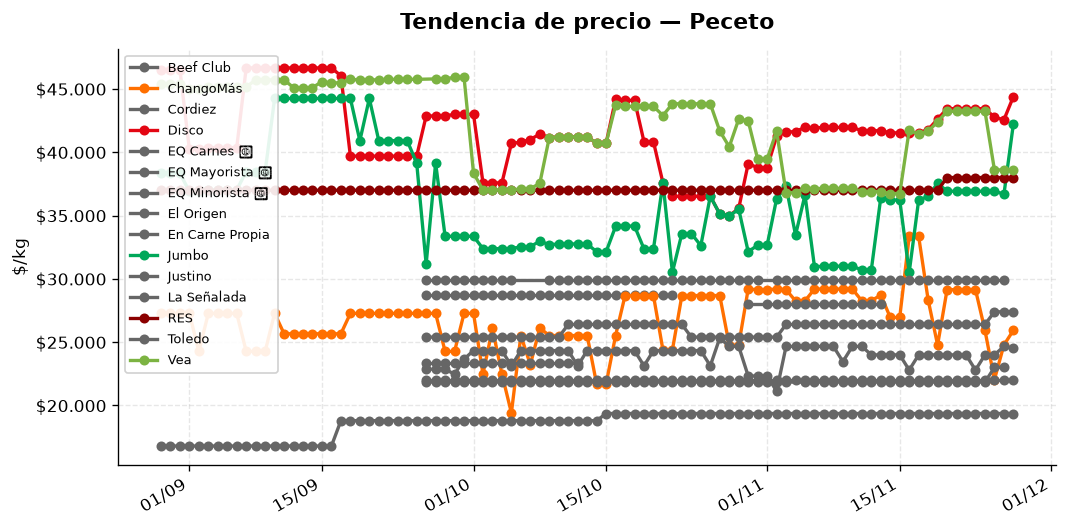 Tendencia de precio — Peceto
$/kg
$45.000
$40.000
$35.000
$30.000
$25.000
$20.000
Beef Club
ChangoMás
Cordiez
Disco
EQ Carnes
EQ Mayorista
EQ Minorista
El Origen
En Carne Propia
Jumbo
Justino
La Señalada
RES
Toledo
Vea
01/09
15/09
01/10
15/10
01/11
15/11
01/12